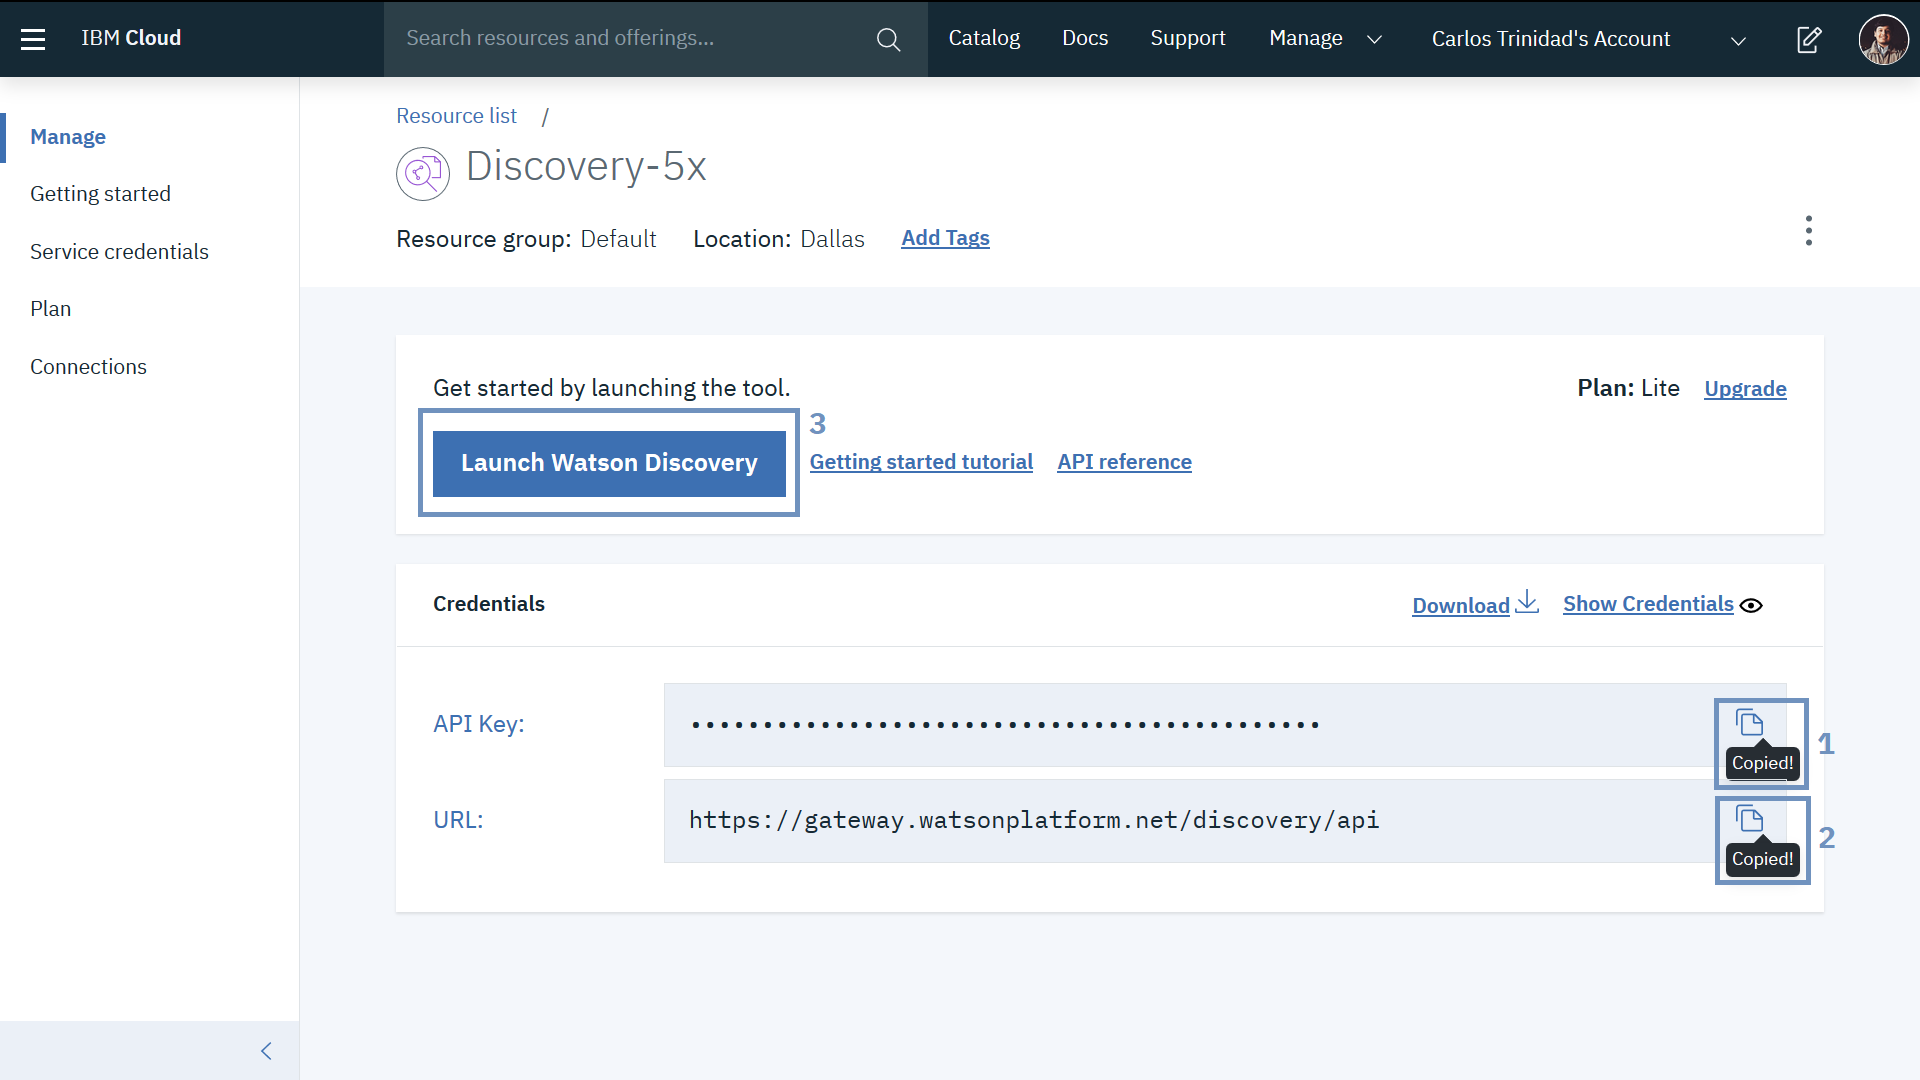 IBM Cloud
Search resources and offerings...
Catalog
Docs
Support
Manage
Carlos Trinidad's Account
Manage
Getting started
Service credentials
Plan
Connections
Resource list /
Discovery-5x
Resource group: Default
Location: Dallas
Add Tags
Get started by launching the tool.
Plan: Lite
Upgrade
3
Launch Watson Discovery
Getting started tutorial
API reference
Credentials
Download
Show Credentials
API Key:
••••••••••••••••••••••••••••••••••••••••••••
Copied!
1
URL:
https://gateway.watsonplatform.net/discovery/api
Copied!
2